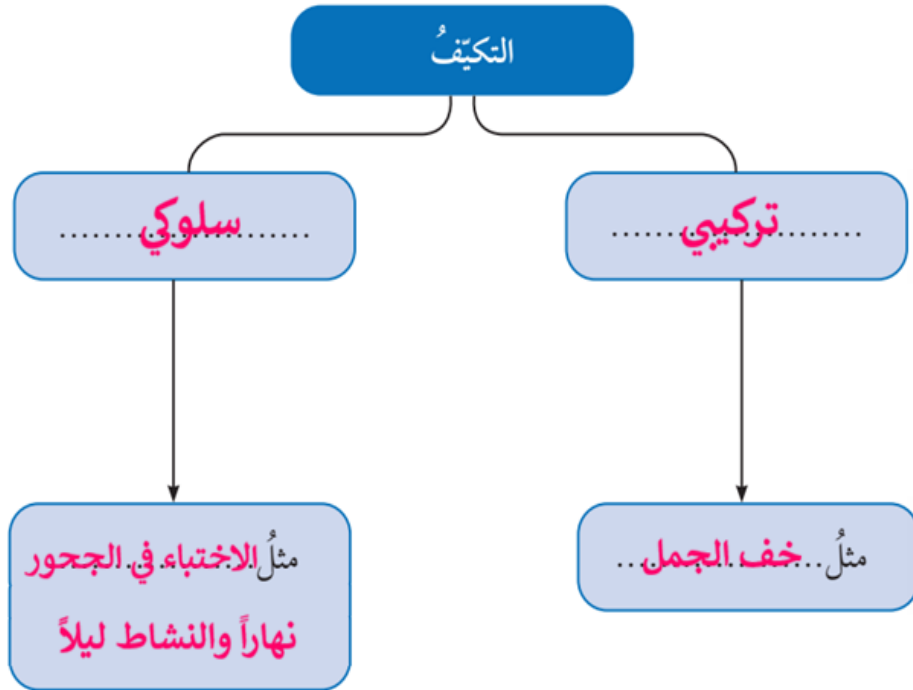 التكيّفُ
تركيبي
سلوكي
مثلُ خف الجمل
مثلُ الاختباء في الجحور
نهاراً والنشاط ليلاً